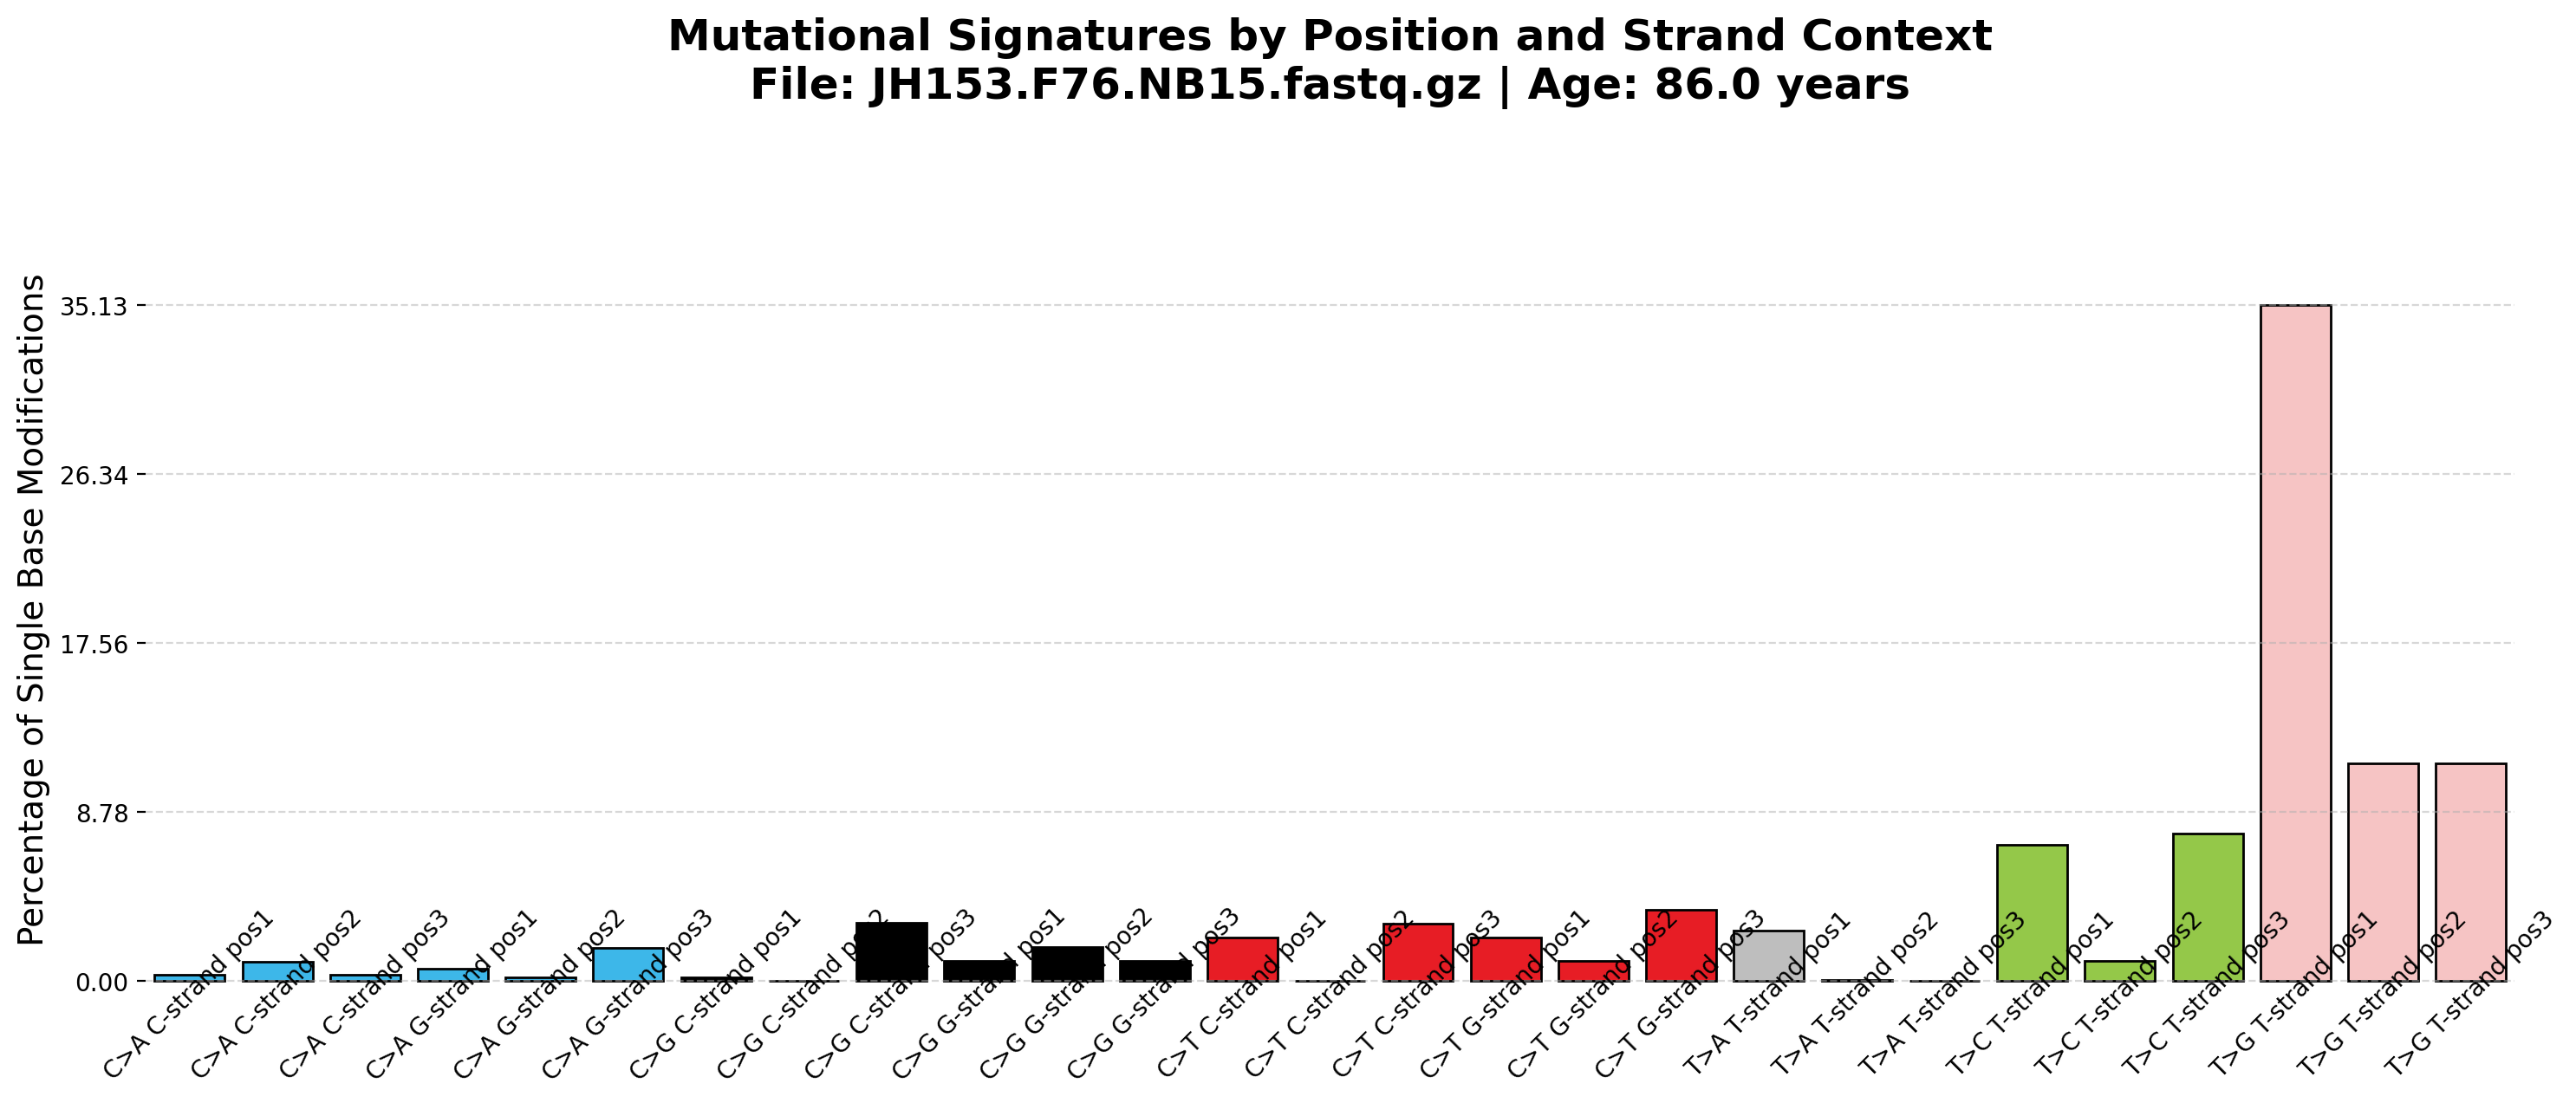 Mutational Signatures by Position and Strand Context
File: JH153.F76.NB15.fastq.gz | Age: 86.0 years
Percentage of Single Base Modifications
35.13
26.34
17.56
8.78
0.00
C>A C-strand pos1
C>A C-strand pos2
C>A C-strand pos3
C>A G-strand pos1
C>A G-strand pos2
C>A G-strand pos3
C>G C-strand pos1
C>G C-strand pos2
C>G C-strand pos3
C>G G-strand pos1
C>G G-strand pos2
C>G G-strand pos3
C>T C-strand pos1
C>T C-strand pos2
C>T C-strand pos3
C>T G-strand pos1
C>T G-strand pos2
C>T G-strand pos3
T>A T-strand pos1
T>A T-strand pos2
T>A T-strand pos3
T>C T-strand pos1
T>C T-strand pos2
T>C T-strand pos3
T>G T-strand pos1
T>G T-strand pos2
T>G T-strand pos3